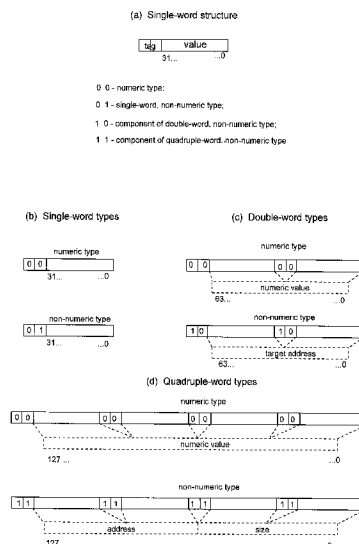 (a) Single-word structure
tag value
31... ...0
0 0 - numeric type;
0 1 - single-word, non-numeric type;
1 0 - component of double-word. non-numeric type;
1 1 - component of quadruple-word. non-numeric type
(b) Single-word types
numeric type
0 0
31... ...0
non-numeric type
0 1
31... ...0
(c) Double-word types
numeric type
0 0 0 0
numeric value
63... ...0
non-numeric type
1 0 1 0
target address
63... ...0
(d) Quadruple-word types
numeric type
0 0 0 0 0 0 0 0
numeric value
127 ... ...0
non-numeric type
1 1 1 1 1 1 1 1
address size
127